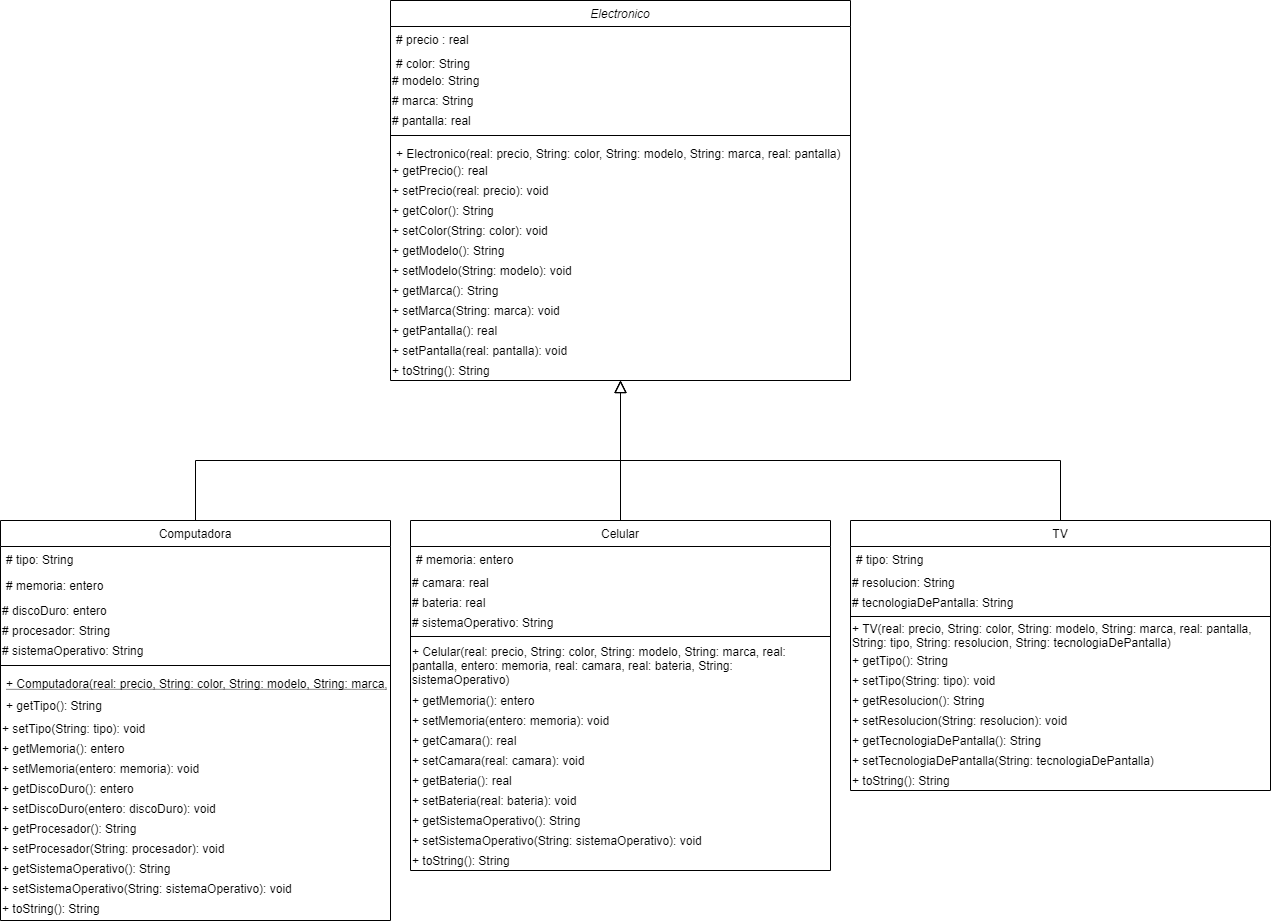 Electronico
# precio : real
# color: String
# modelo: String
# marca: String
# pantalla: real
+ Electronico(real: precio, String: color, String: modelo, String: marca, real: pantalla)
+ getPrecio(): real
+ setPrecio(real: precio): void
+ getColor(): String
+ setColor(String: color): void
+ getModelo(): String
+ setModelo(String: modelo): void
+ getMarca(): String
+ setMarca(String: marca): void
+ getPantalla(): real
+ setPantalla(real: pantalla): void
+ toString(): String
Computadora
# tipo: String
# memoria: entero
# discoDuro: entero
# procesador: String
# sistemaOperativo: String
+ Computadora(real: precio, String: color, String: modelo, String: marca,
+ getTipo(): String
+ setTipo(String: tipo): void
+ getMemoria(): entero
+ setMemoria(entero: memoria): void
+ getDiscoDuro(): entero
+ setDiscoDuro(entero: discoDuro): void
+ getProcesador(): String
+ setProcesador(String: procesador): void
+ getSistemaOperativo(): String
+ setSistemaOperativo(String: sistemaOperativo): void
+ toString(): String
Celular
# memoria: entero
# camara: real
# bateria: real
# sistemaOperativo: String
+ Celular(real: precio, String: color, String: modelo, String: marca, real:
pantalla, entero: memoria, real: camara, real: bateria, String:
sistemaOperativo)
+ getMemoria(): entero
+ setMemoria(entero: memoria): void
+ getCamara(): real
+ setCamara(real: camara): void
+ getBateria(): real
+ setBateria(real: bateria): void
+ getSistemaOperativo(): String
+ setSistemaOperativo(String: sistemaOperativo): void
+ toString(): String
TV
# tipo: String
# resolucion: String
# tecnologiaDePantalla: String
+ TV(real: precio, String: color, String: modelo, String: marca, real: pantalla,
String: tipo, String: resolucion, String: tecnologiaDePantalla)
+ getTipo(): String
+ setTipo(String: tipo): void
+ getResolucion(): String
+ setResolucion(String: resolucion): void
+ getTecnologiaDePantalla(): String
+ setTecnologiaDePantalla(String: tecnologiaDePantalla)
+ toString(): String